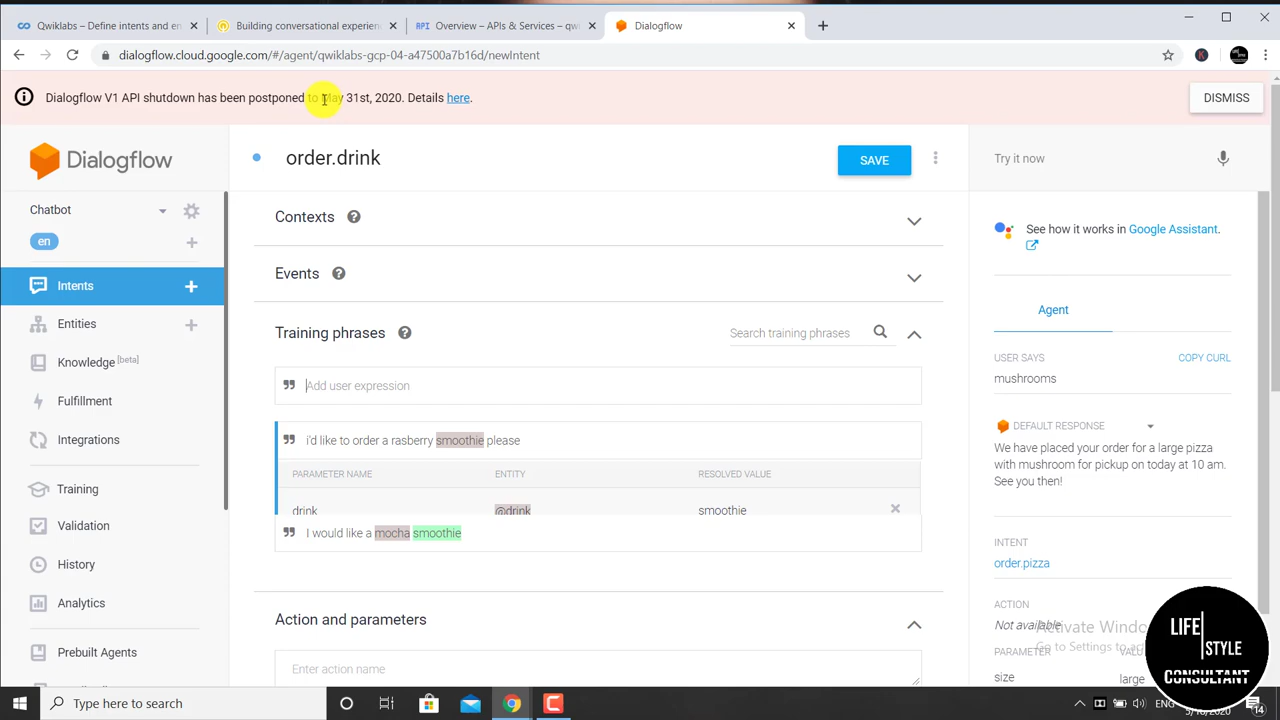 Qwiklabs – Define intents and en
Building conversational experien
API Overview – APIs & Services – qwi
Dialogflow
dialogflow.cloud.google.com/#/agent/qwiklabs-gcp-04-a47500a7b16d/newIntent
K
Dialogflow V1 API shutdown has been postponed to May 31st, 2020. Details here.
DISMISS
Dialogflow
order.drink
SAVE
Try it now
Chatbot
en
Contexts
See how it works in Google Assistant.
Intents
Events
Agent
Entities
Training phrases
Search training phrases
Knowledge [beta]
USER SAYS
COPY CURL
mushrooms
Add user expression
Fulfillment
DEFAULT RESPONSE
We have placed your order for a large pizza
with mushroom for pickup on today at 10 am.
See you then!
Integrations
i'd like to order a rasberry smoothie please
PARAMETER NAME
ENTITY
RESOLVED VALUE
Training
drink
@drink
smoothie
Validation
I would like a mocha smoothie
INTENT
order.pizza
History
Analytics
ACTION
Not available
Action and parameters
Prebuilt Agents
PARAMETER
size
large
Enter action name
LIFE STYLE
CONSULTANT
Type here to search
ENG
14